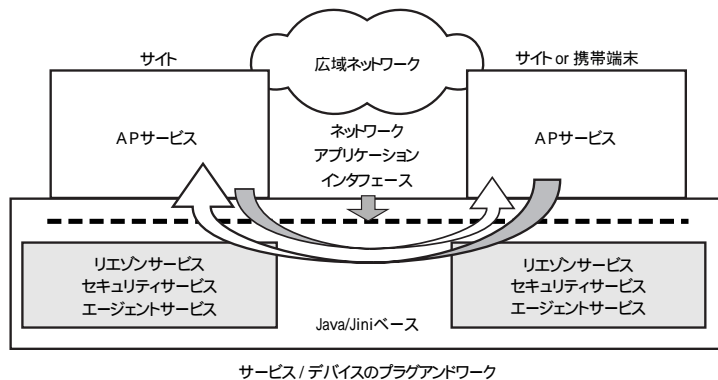 サイト
広域ネットワーク
サイト or 携帯端末
APサービス
ネットワーク
アプリケーション
インタフェース
APサービス
リエゾンサービス
セキュリティサービス
エージェントサービス
リエゾンサービス
セキュリティサービス
エージェントサービス
Java/Jiniベース
サービス / デバイスのプラグアンドワーク